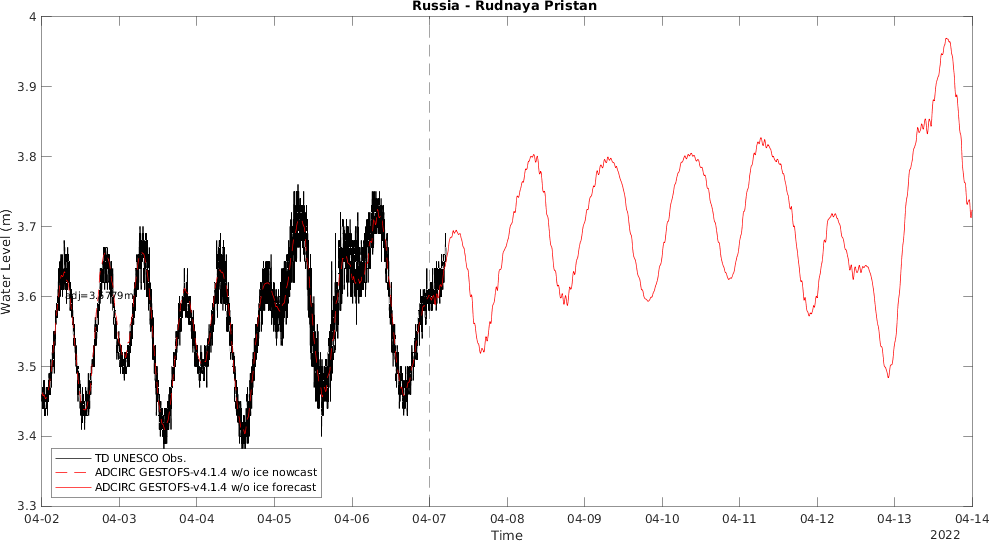 Russia - Rudnaya Pristan
4
3.9
3.8
3.7
3.6
3.5
3.4
3.3
Water Level (m)
adj=3.5779m
TD UNESCO Obs.
ADCIRC GESTOFS-v4.1.4 w/o ice nowcast
ADCIRC GESTOFS-v4.1.4 w/o ice forecast
04-02 04-03 04-04 04-05 04-06 04-07 04-08 04-09 04-10 04-11 04-12 04-13 04-14
Time
2022